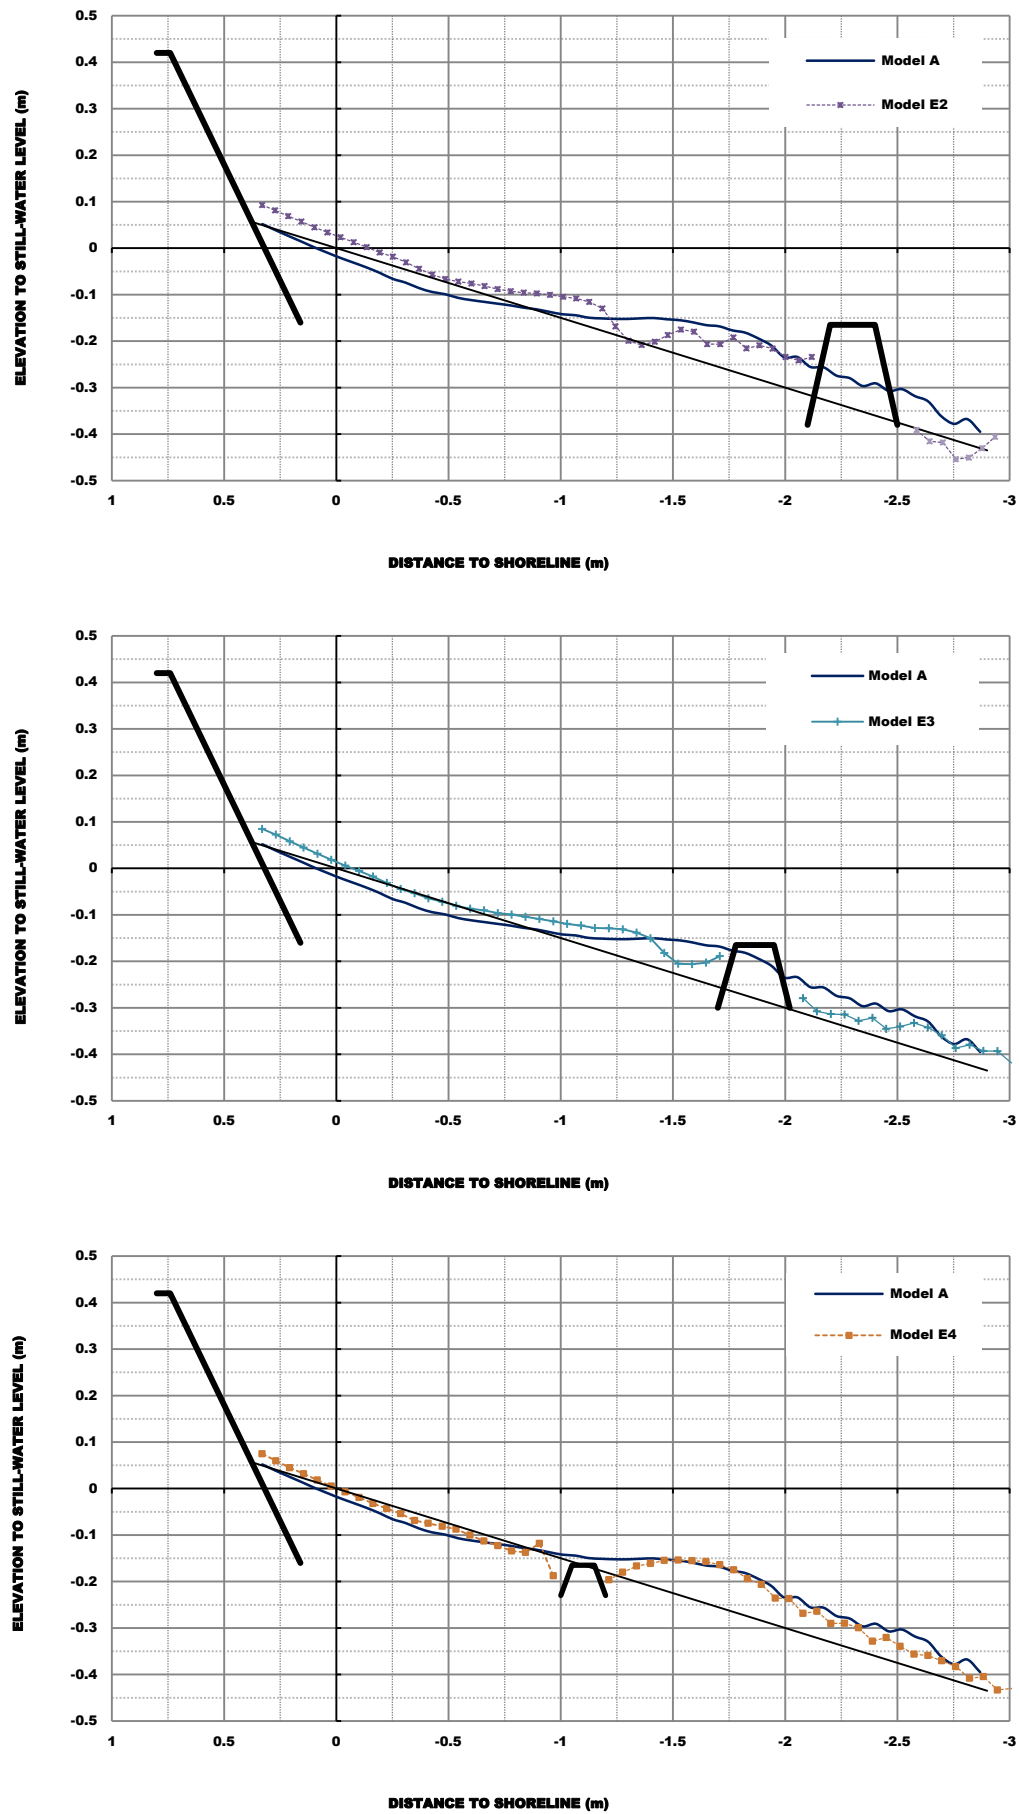 0.5
0.4
0.3
0.2
0.1
0
-0.1
-0.2
-0.3
-0.4
-0.5
ELEVATION TO STILL-WATER LEVEL (m)
Model A
Model E2
1 0.5 0 -0.5 -1 -1.5 -2 -2.5 -3
DISTANCE TO SHORELINE (m)
0.5
0.4
0.3
0.2
0.1
0
-0.1
-0.2
-0.3
-0.4
-0.5
ELEVATION TO STILL-WATER LEVEL (m)
Model A
Model E3
1 0.5 0 -0.5 -1 -1.5 -2 -2.5 -3
DISTANCE TO SHORELINE (m)
0.5
0.4
0.3
0.2
0.1
0
-0.1
-0.2
-0.3
-0.4
-0.5
ELEVATION TO STILL-WATER LEVEL (m)
Model A
Model E4
1 0.5 0 -0.5 -1 -1.5 -2 -2.5 -3
DISTANCE TO SHORELINE (m)